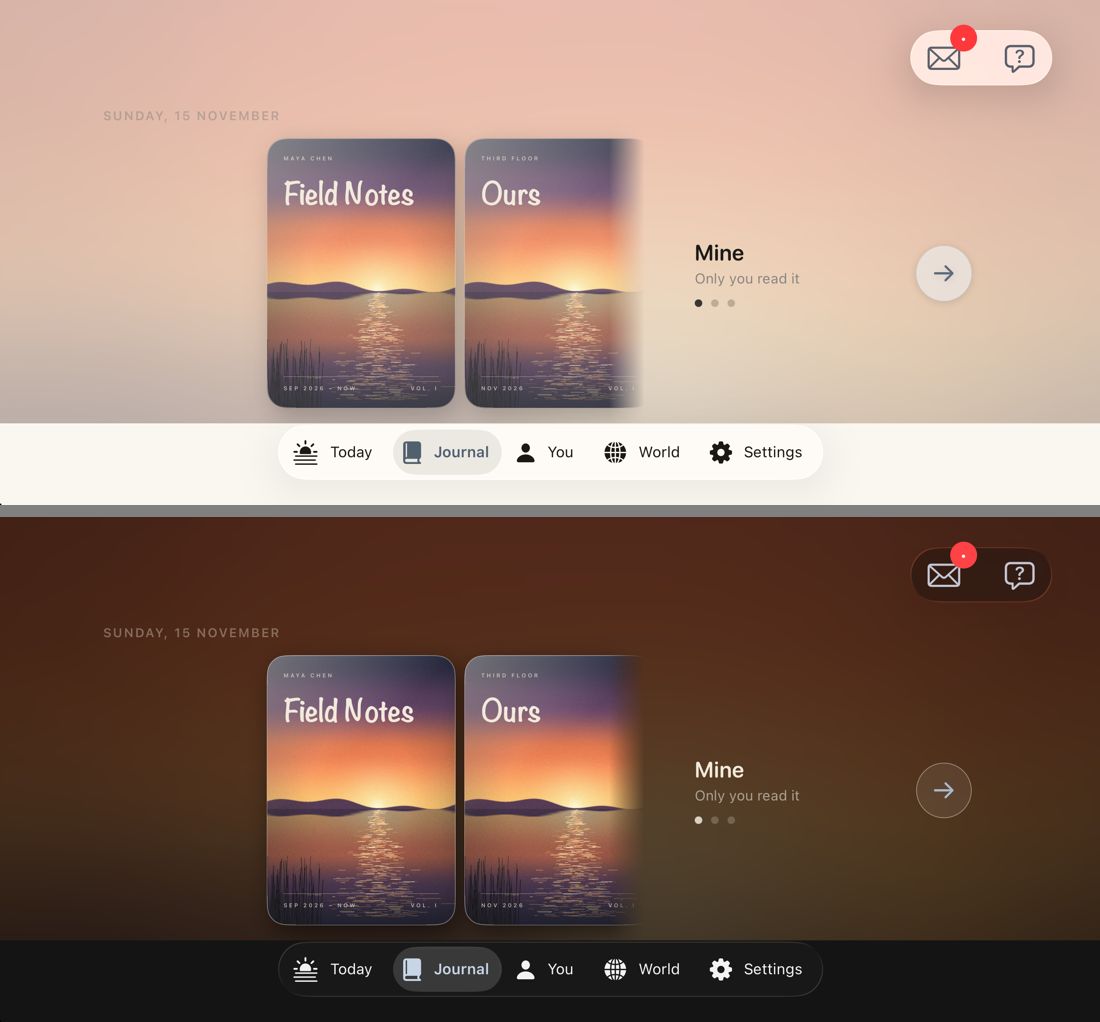 SUNDAY, 15 NOVEMBER
MAYA CHEN
Field Notes
SEP 2026 – NOW
VOL. I
THIRD FLOOR
Ours
NOV 2026
VOL. I
Mine
Only you read it
Today
Journal
You
World
Settings
SUNDAY, 15 NOVEMBER
MAYA CHEN
Field Notes
SEP 2026 – NOW
VOL. I
THIRD FLOOR
Ours
NOV 2026
VOL. I
Mine
Only you read it
Today
Journal
You
World
Settings